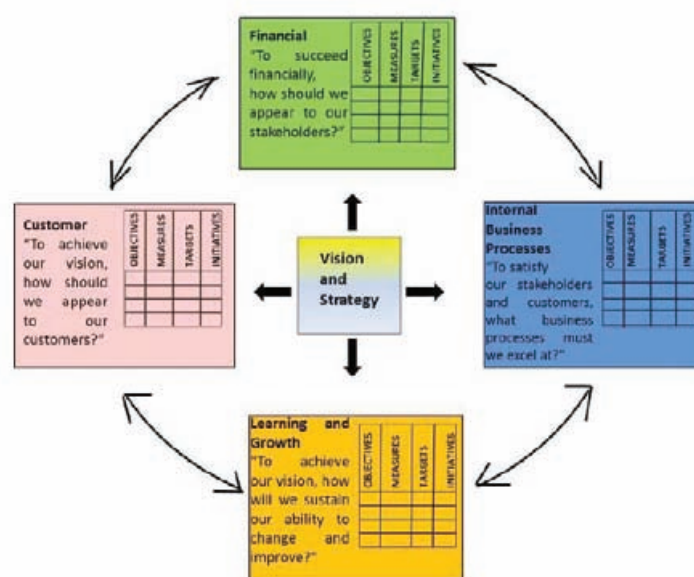 Financial
"To succeed
financially,
how should we
appear to our
stakeholders?"
OBJECTIVES
MEASURES
TARGETS
INITIATIVES
Customer
"To achieve
our vision,
how should
we appear
to our
customers?"
OBJECTIVES
MEASURES
TARGETS
INITIATIVES
Vision
and
Strategy
Internal
Business
Processes
"To satisfy
our stakeholders
and customers,
what business
processes must
we excel at?"
OBJECTIVES
MEASURES
TARGETS
INITIATIVES
Learning and
Growth
"To achieve
our vision, how
will we sustain
our ability to
change and
improve?"
OBJECTIVES
MEASURES
TARGETS
INITIATIVES